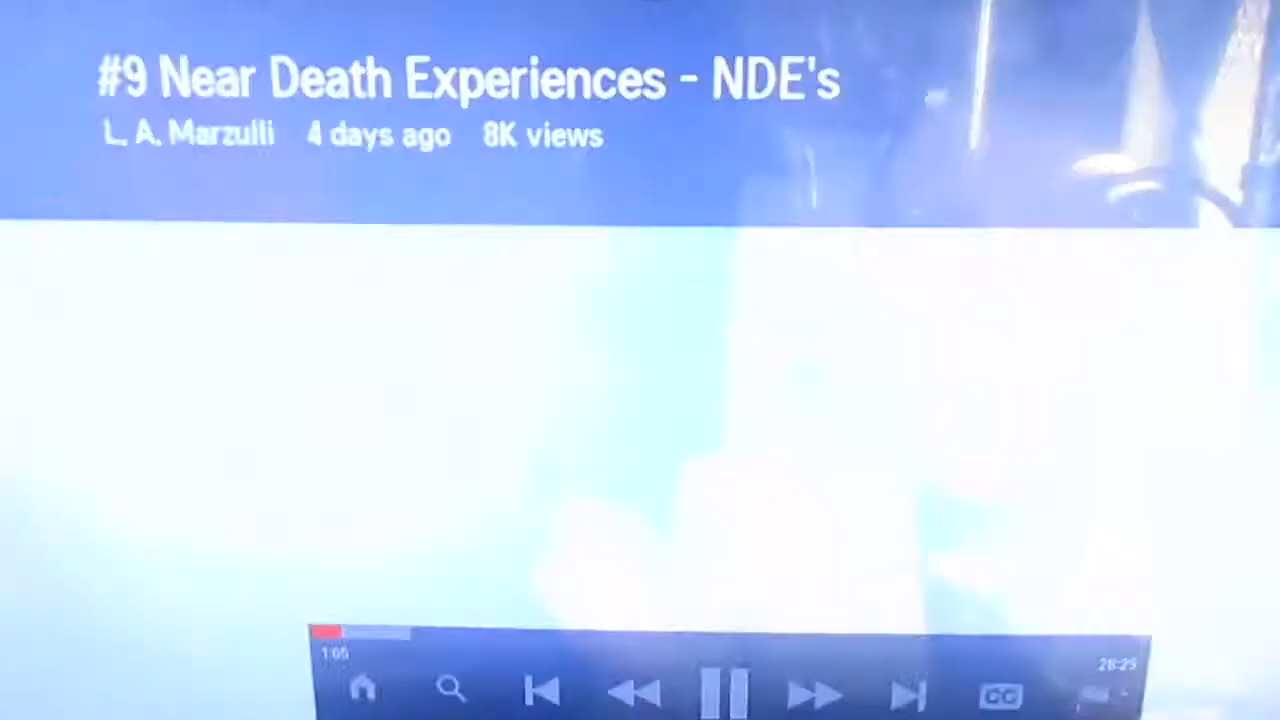 #9 Near Death Experiences - NDE's
L. A. Marzulli 4 days ago 8K views
1:05
28:25
CC